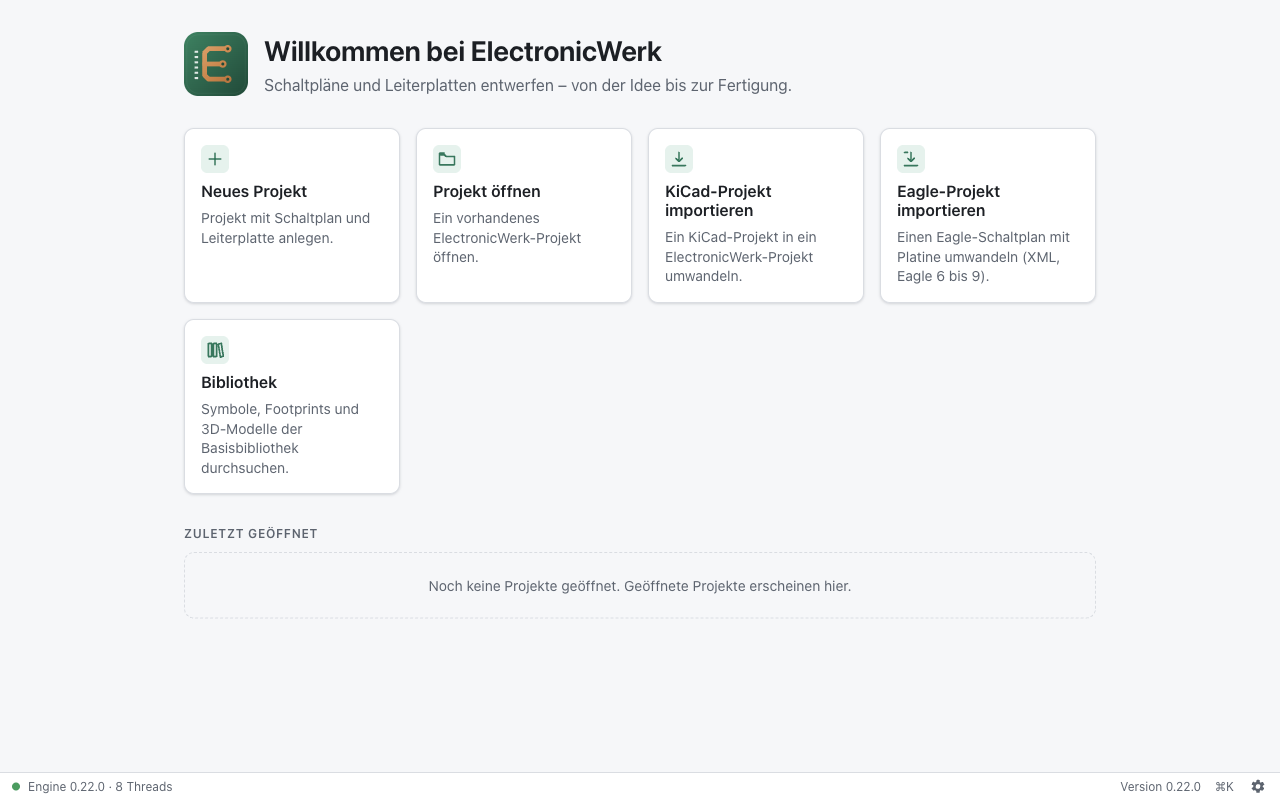 Willkommen bei ElectronicWerk
Schaltpläne und Leiterplatten entwerfen – von der Idee bis zur Fertigung.
Neues Projekt
Projekt mit Schaltplan und
Leiterplatte anlegen.
Projekt öffnen
Ein vorhandenes
ElectronicWerk-Projekt
öffnen.
KiCad-Projekt
importieren
Ein KiCad-Projekt in ein
ElectronicWerk-Projekt
umwandeln.
Eagle-Projekt
importieren
Einen Eagle-Schaltplan mit
Platine umwandeln (XML,
Eagle 6 bis 9).
Bibliothek
Symbole, Footprints und
3D-Modelle der
Basisbibliothek
durchsuchen.
ZULETZT GEÖFFNET
Noch keine Projekte geöffnet. Geöffnete Projekte erscheinen hier.
Engine 0.22.0 · 8 Threads
Version 0.22.0 ⌘K